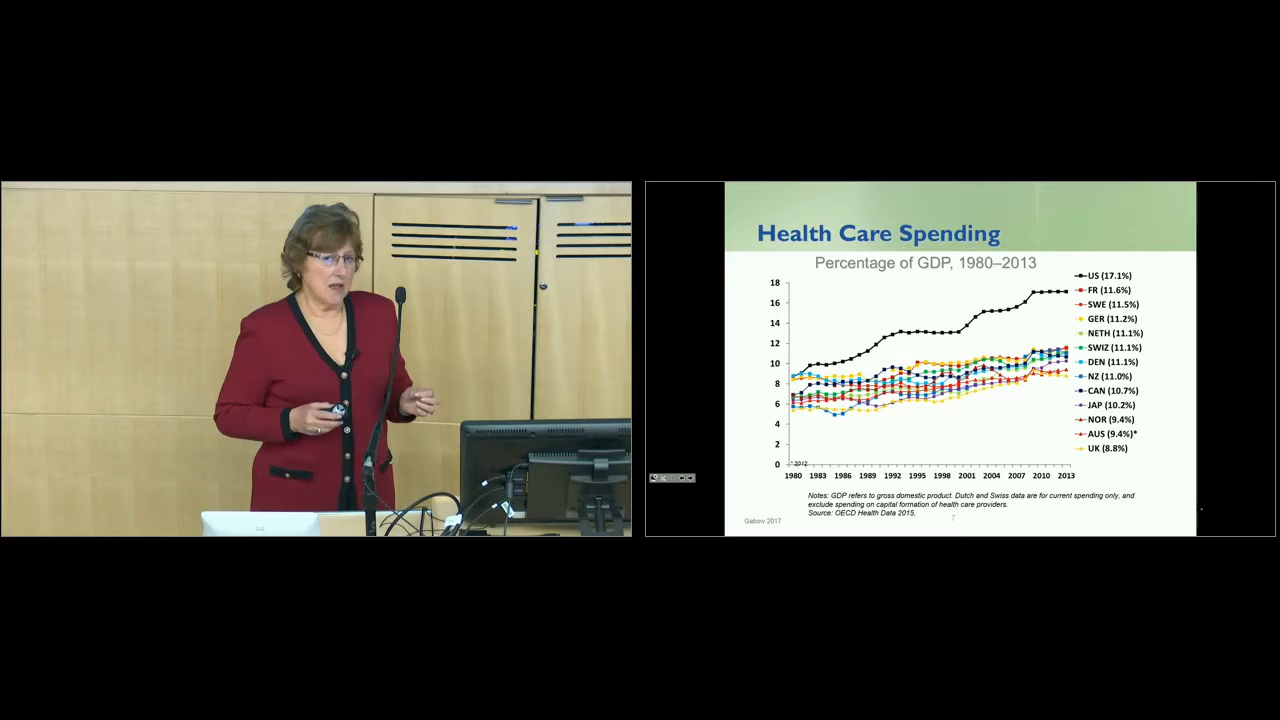 Health Care Spending
Percentage of GDP, 1980–2013
18
16
14
12
10
8
6
4
2
0
* 2012
1980 1983 1986 1989 1992 1995 1998 2001 2004 2007 2010 2013
US (17.1%)
FR (11.6%)
SWE (11.5%)
GER (11.2%)
NETH (11.1%)
SWIZ (11.1%)
DEN (11.1%)
NZ (11.0%)
CAN (10.7%)
JAP (10.2%)
NOR (9.4%)
AUS (9.4%)*
UK (8.8%)
Notes: GDP refers to gross domestic product. Dutch and Swiss data are for current spending only, and
exclude spending on capital formation of health care providers.
Source: OECD Health Data 2015.
Gabow 2017
7